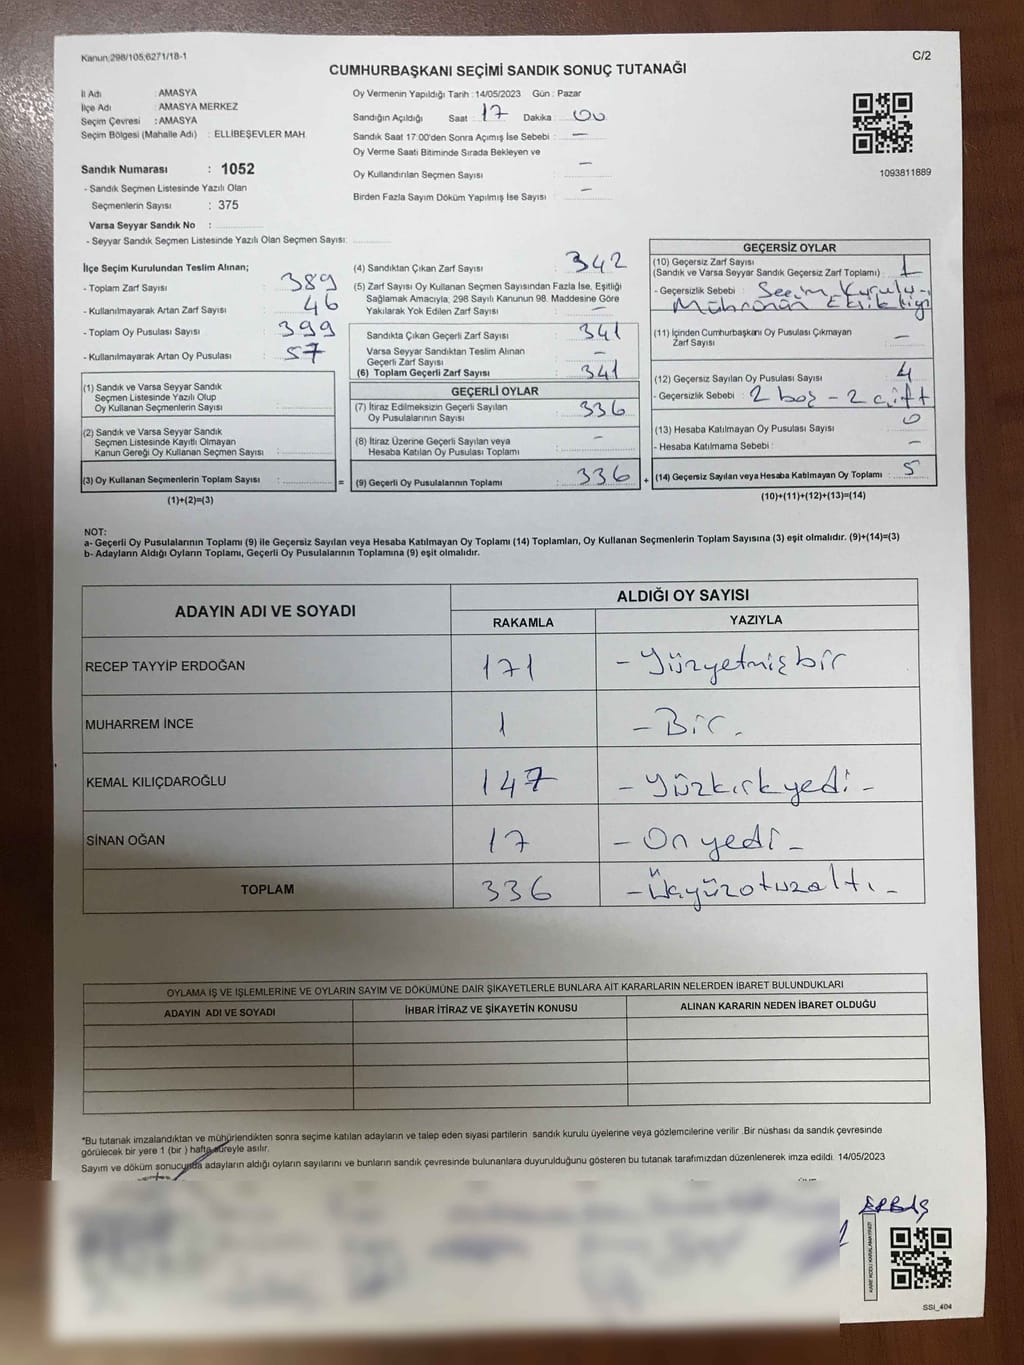 Kanun:298/105;6271/18-1
C/2
CUMHURBAŞKANI SEÇİMİ SANDIK SONUÇ TUTANAĞI
İl Adı : AMASYA
İlçe Adı : AMASYA MERKEZ
Seçim Çevresi : AMASYA
Seçim Bölgesi (Mahalle Adı) : ELLİBEŞEVLER MAH.
Sandık Numarası : 1052
- Sandık Seçmen Listesinde Yazılı Olan
Seçmenlerin Sayısı : 375
Varsa Seyyar Sandık No :
- Seyyar Sandık Seçmen Listesinde Yazılı Olan Seçmen Sayısı:
Oy Vermenin Yapıldığı Tarih : 14/05/2023 Gün : Pazar
Sandığın Açıldığı Saat 17 Dakika 00
Sandık Saat 17:00'den Sonra Açımış İse Sebebi : —
Oy Verme Saati Bitiminde Sırada Bekleyen ve
Oy Kullandırılan Seçmen Sayısı : —
Birden Fazla Sayım Döküm Yapılmış İse Sayısı : —
1093811889
İlçe Seçim Kurulundan Teslim Alınan;
- Toplam Zarf Sayısı : 389
- Kullanılmayarak Artan Zarf Sayısı : 46
- Toplam Oy Pusulası Sayısı : 399
- Kullanılmayarak Artan Oy Pusulası : 57
(1) Sandık ve Varsa Seyyar Sandık
Seçmen Listesinde Yazılı Olup
Oy Kullanan Seçmenlerin Sayısı :
(2) Sandık ve Varsa Seyyar Sandık
Seçmen Listesinde Kayıtlı Olmayan
Kanun Gereği Oy Kullanan Seçmen Sayısı :
(3) Oy Kullanan Seçmenlerin Toplam Sayısı : =
(1)+(2)=(3)
(4) Sandıktan Çıkan Zarf Sayısı : 342
(5) Zarf Sayısı Oy Kullanan Seçmen Sayısından Fazla İse, Eşitliği
Sağlamak Amacıyla, 298 Sayılı Kanunun 98. Maddesine Göre
Yakılarak Yok Edilen Zarf Sayısı : —
Sandıkta Çıkan Geçerli Zarf Sayısı : 341
Varsa Seyyar Sandıktan Teslim Alınan
Geçerli Zarf Sayısı : —
(6) Toplam Geçerli Zarf Sayısı : 341
GEÇERLİ OYLAR
(7) İtiraz Edilmeksizin Geçerli Sayılan
Oy Pusulalarının Sayısı : 336
(8) İtiraz Üzerine Geçerli Sayılan veya
Hesaba Katılan Oy Pusulası Toplamı : —
(9) Geçerli Oy Pusulalarının Toplamı : 336 +
GEÇERSİZ OYLAR
(10) Geçersiz Zarf Sayısı
(Sandık ve Varsa Seyyar Sandık Geçersiz Zarf Toplamı) : 1
- Geçersizlik Sebebi : Seçim Kurulu
Mührünün Eksikliği
(11) İçinden Cumhurbaşkanı Oy Pusulası Çıkmayan
Zarf Sayısı : —
(12) Geçersiz Sayılan Oy Pusulası Sayısı : 4
- Geçersizlik Sebebi : 2 boş - 2 çift
(13) Hesaba Katılmayan Oy Pusulası Sayısı : 0
- Hesaba Katılmama Sebebi : —
(14) Geçersiz Sayılan veya Hesaba Katılmayan Oy Toplamı : 5
(10)+(11)+(12)+(13)=(14)
NOT:
a- Geçerli Oy Pusulalarının Toplamı (9) ile Geçersiz Sayılan veya Hesaba Katılmayan Oy Toplamı (14) Toplamları, Oy Kullanan Seçmenlerin Toplam Sayısına (3) eşit olmalıdır. (9)+(14)=(3)
b- Adayların Aldığı Oyların Toplamı, Geçerli Oy Pusulalarının Toplamına (9) eşit olmalıdır.
ADAYIN ADI VE SOYADI
ALDIĞI OY SAYISI
RAKAMLA YAZIYLA
RECEP TAYYİP ERDOĞAN 171 - Yüzyetmişbir
MUHARREM İNCE 1 - Bir.
KEMAL KILIÇDAROĞLU 147 - Yüzkırkyedi -
SİNAN OĞAN 17 - On yedi -
TOPLAM 336 - Üçyüzotuzaltı -
OYLAMA İŞ VE İŞLEMLERİNE VE OYLARIN SAYIM VE DÖKÜMÜNE DAİR ŞİKAYETLERLE BUNLARA AİT KARARLARIN NELERDEN İBARET BULUNDUKLARI
ADAYIN ADI VE SOYADI İHBAR İTİRAZ VE ŞİKAYETİN KONUSU ALINAN KARARIN NEDEN İBARET OLDUĞU
*Bu tutanak imzalandıktan ve mühürlendikten sonra seçime katılan adayların ve talep eden siyasi partilerin sandık kurulu üyelerine veya gözlemcilerine verilir .Bir nüshası da sandık çevresinde
görülecek bir yere 1 (bir ) hafta süreyle asılır.
Sayım ve döküm sonucunda adayların aldığı oyların sayılarını ve bunların sandık çevresinde bulunanlara duyurulduğunu gösteren bu tutanak tarafımızdan düzenlenerek imza edildi. 14/05/2023
ERBAŞ
SSİ_404